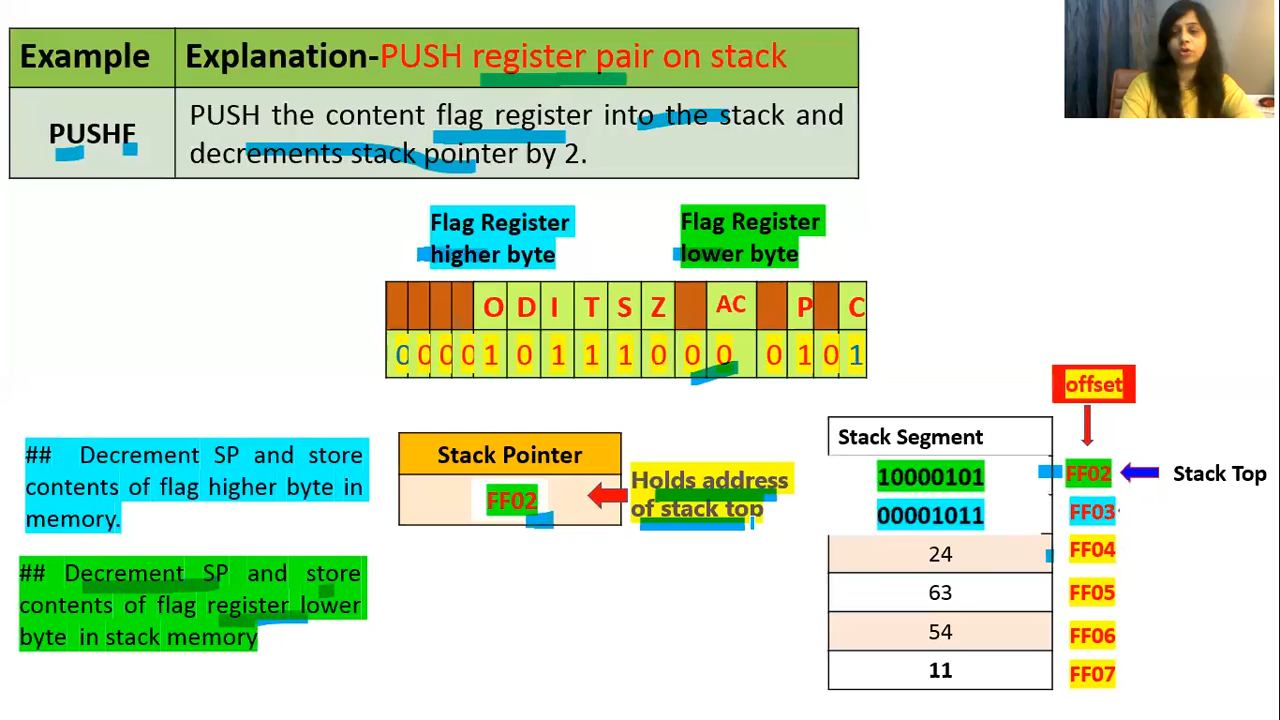 Example
Explanation-PUSH register pair on stack
PUSHF
PUSH the content flag register into the stack and
decrements stack pointer by 2.
Flag Register
higher byte
Flag Register
lower byte
O D I T S Z AC P C
0 0 0 0 1 0 1 1 1 0 0 0 0 1 0 1
offset
## Decrement SP and store
contents of flag higher byte in
memory.
## Decrement SP and store
contents of flag register lower
byte in stack memory
Stack Pointer
FF02
Holds address
of stack top
Stack Segment
10000101 FF02 Stack Top
00001011 FF03
24 FF04
63 FF05
54 FF06
11 FF07